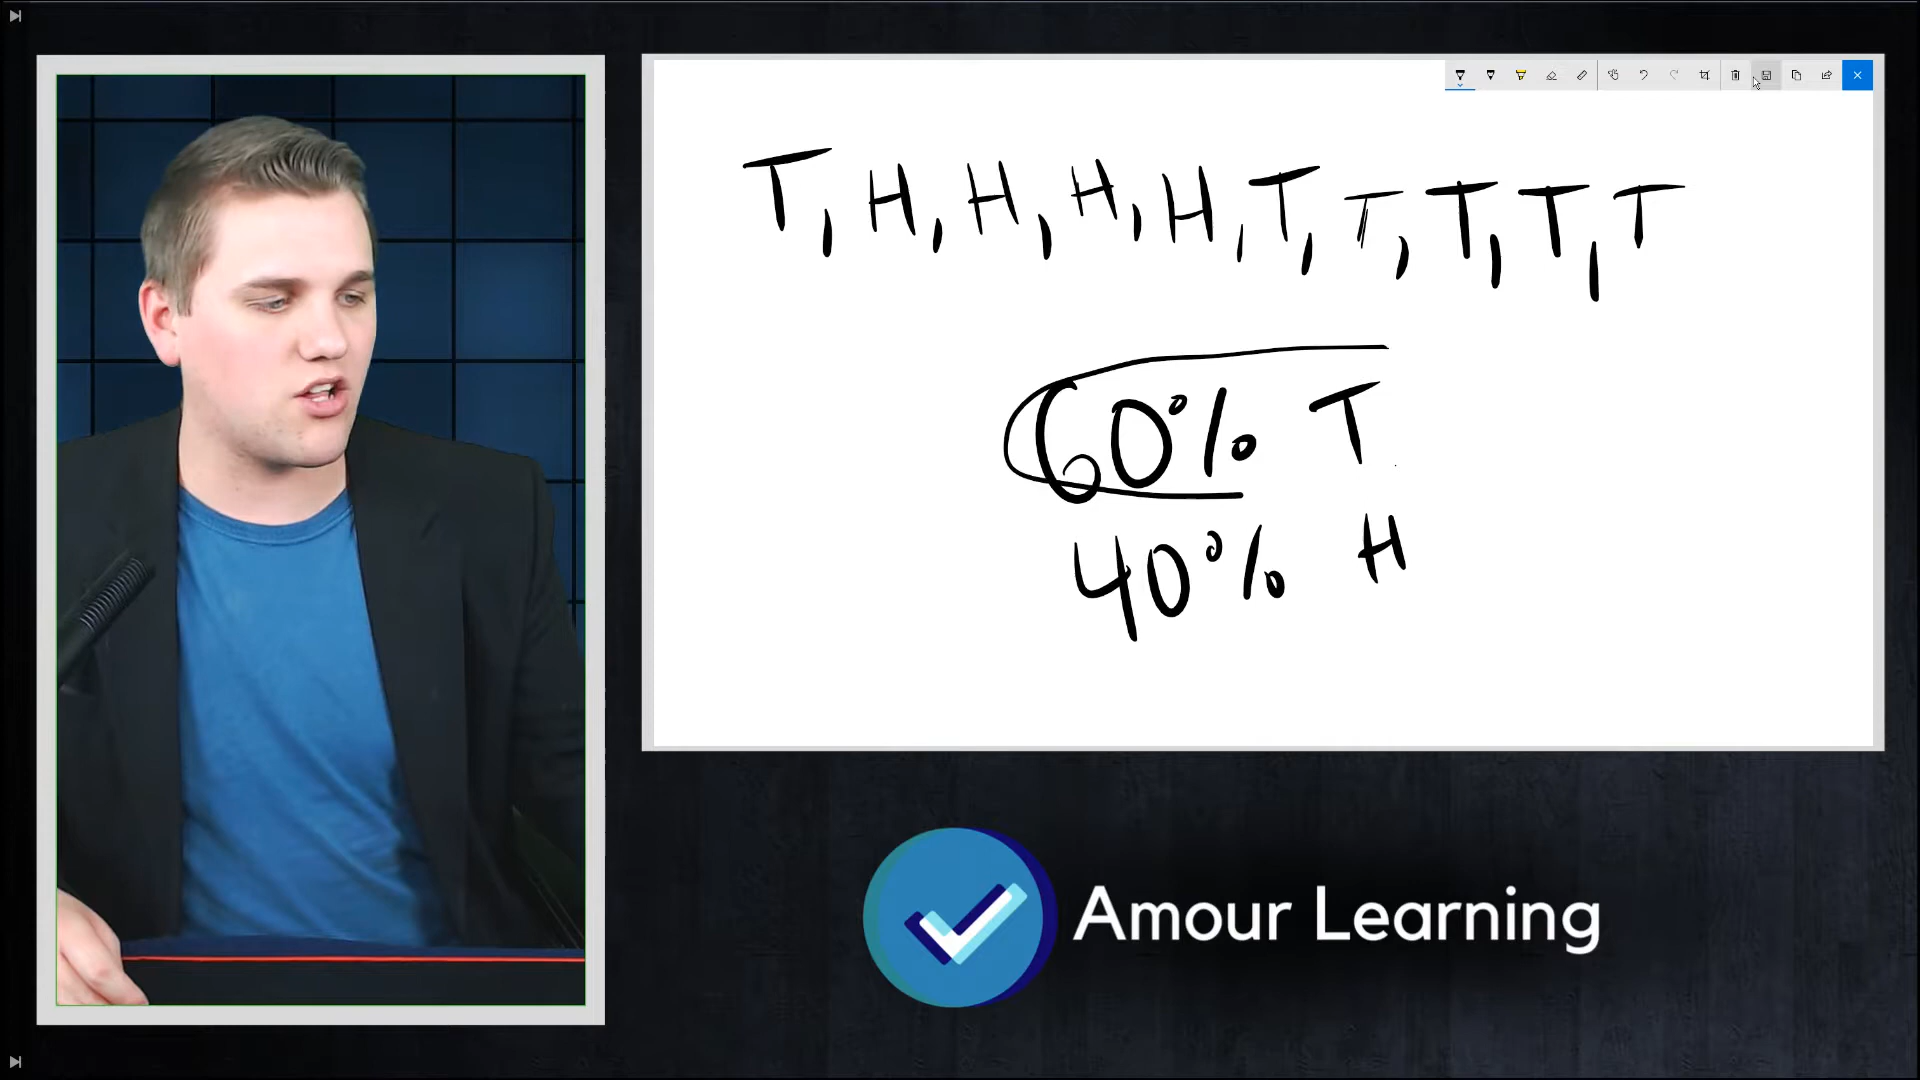 T, H, H, H, H, T, T, T, T, T
60% T
40% H
Amour Learning